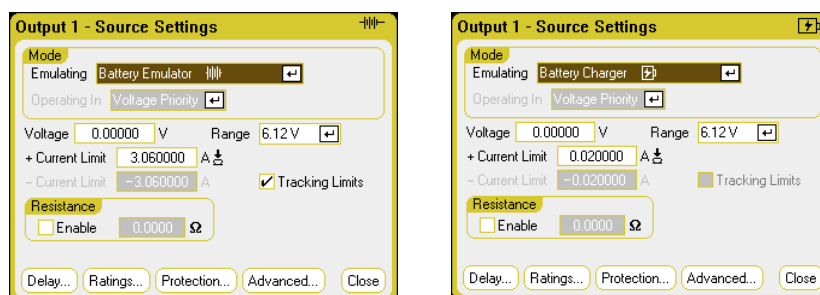 Output 1 - Source Settings
Mode
Emulating Battery Emulator
Operating In Voltage Priority
Voltage 0.00000 V Range 6.12 V
+ Current Limit 3.060000 A
- Current Limit -3.060000 A Tracking Limits
Resistance
Enable 0.0000 Ω
Delay... Ratings... Protection... Advanced... Close
Output 1 - Source Settings
Mode
Emulating Battery Charger
Operating In Voltage Priority
Voltage 0.00000 V Range 6.12 V
+ Current Limit 0.020000 A
- Current Limit -0.020000 A Tracking Limits
Resistance
Enable 0.0000 Ω
Delay... Ratings... Protection... Advanced... Close